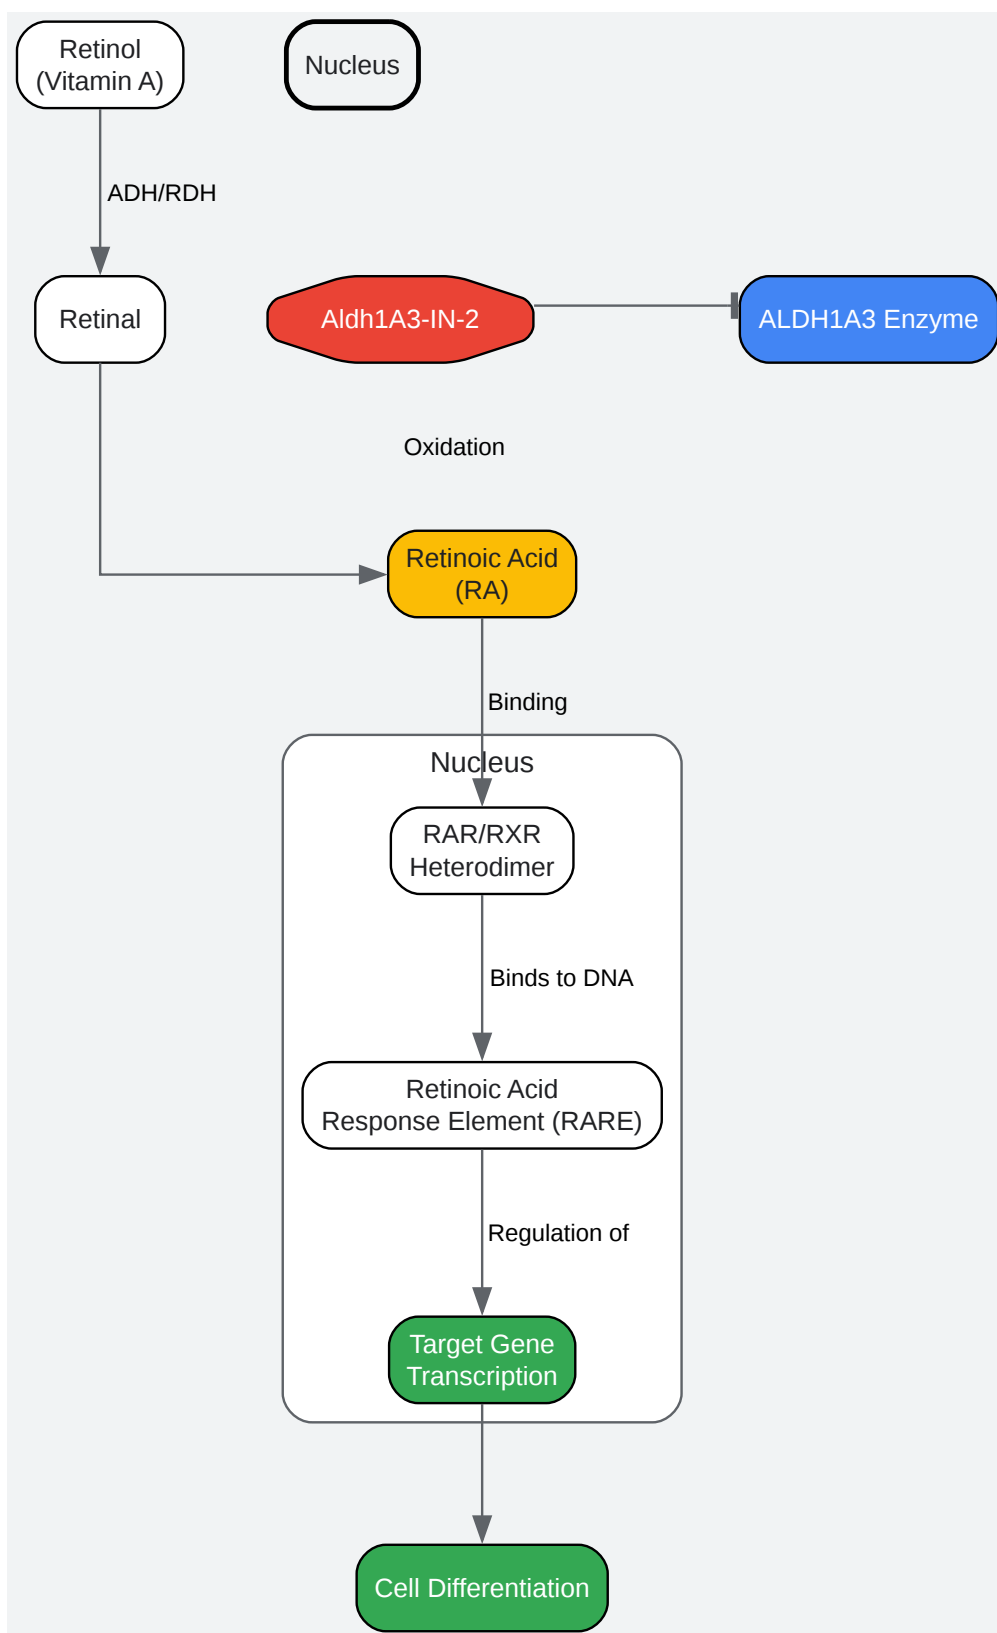 Retinol
(Vitamin A)
Nucleus
ADH/RDH
Retinal
Aldh1A3-IN-2
ALDH1A3 Enzyme
Oxidation
Retinoic Acid
(RA)
Binding
Nucleus
RAR/RXR
Heterodimer
Binds to DNA
Retinoic Acid
Response Element (RARE)
Regulation of
Target Gene
Transcription
Cell Differentiation